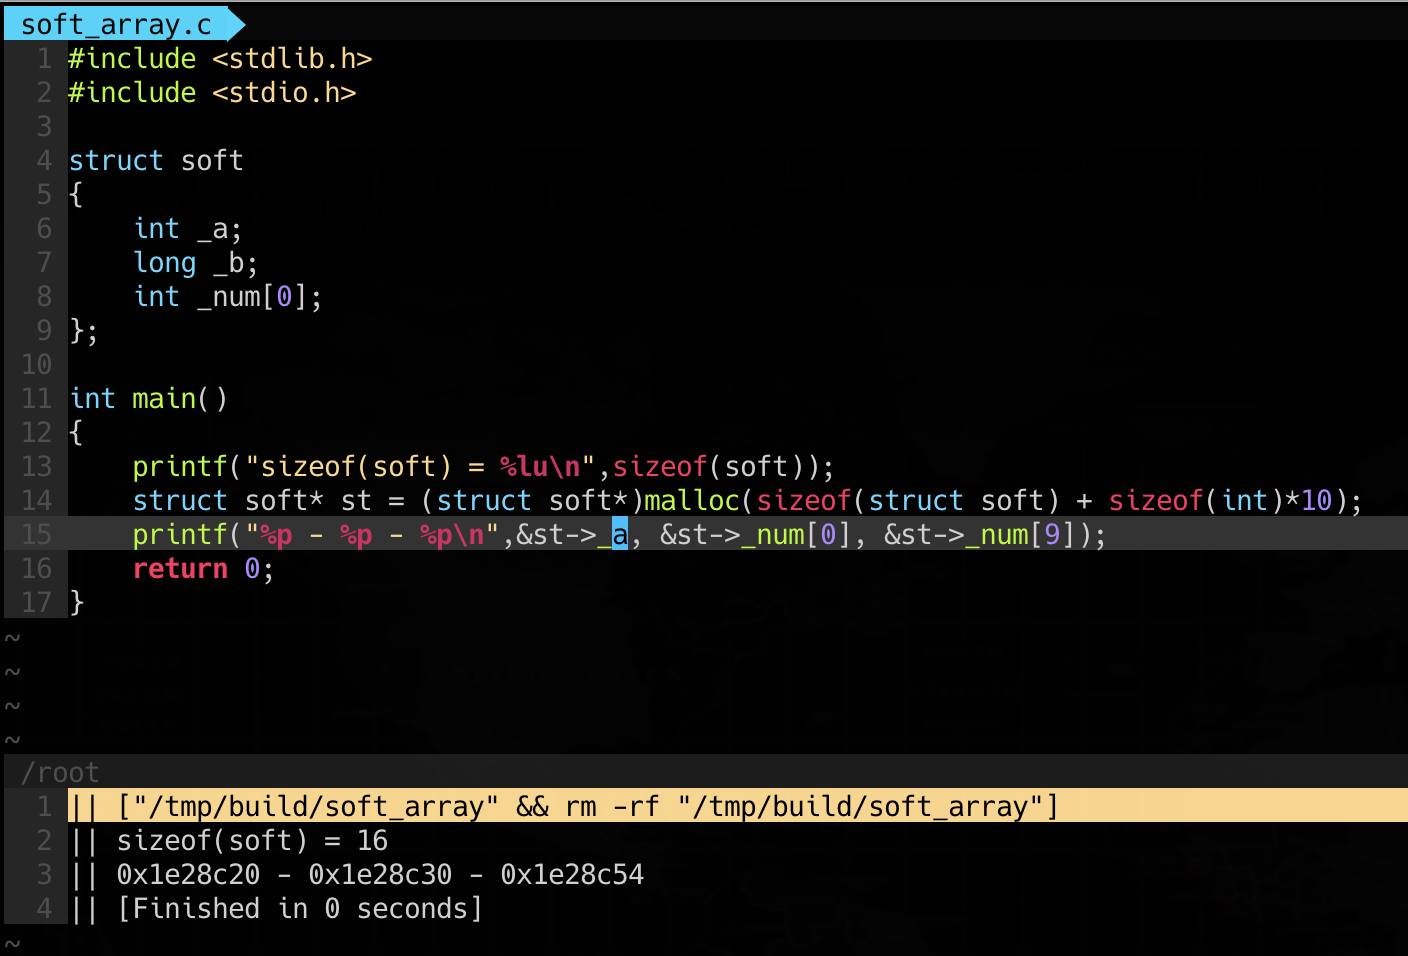 soft_array.c
1 #include <stdlib.h>
2 #include <stdio.h>
3
4 struct soft
5 {
6     int _a;
7     long _b;
8     int _num[0];
9 };
10
11 int main()
12 {
13     printf("sizeof(soft) = %lu\n",sizeof(soft));
14     struct soft* st = (struct soft*)malloc(sizeof(struct soft) + sizeof(int)*10);
15     printf("%p - %p - %p\n",&st->_a, &st->_num[0], &st->_num[9]);
16     return 0;
17 }
~
~
~
~
/root
1 || ["/tmp/build/soft_array" && rm -rf "/tmp/build/soft_array"]
2 || sizeof(soft) = 16
3 || 0x1e28c20 - 0x1e28c30 - 0x1e28c54
4 || [Finished in 0 seconds]
~